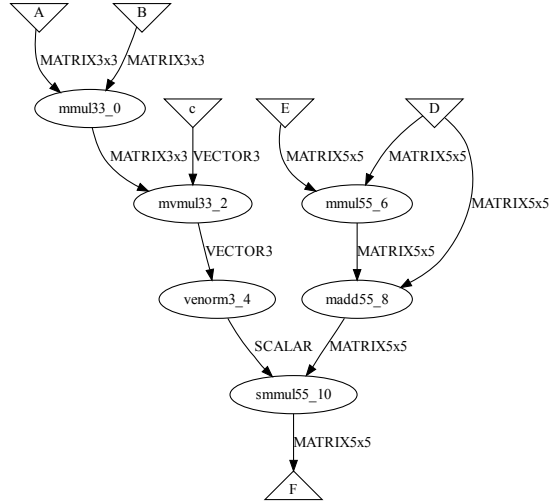 A
B
MATRIX3x3
MATRIX3x3
mmul33_0
c
E
D
MATRIX3x3
VECTOR3
MATRIX5x5
MATRIX5x5
mvmul33_2
mmul55_6
MATRIX5x5
VECTOR3
MATRIX5x5
venorm3_4
madd55_8
SCALAR
MATRIX5x5
smmul55_10
MATRIX5x5
F